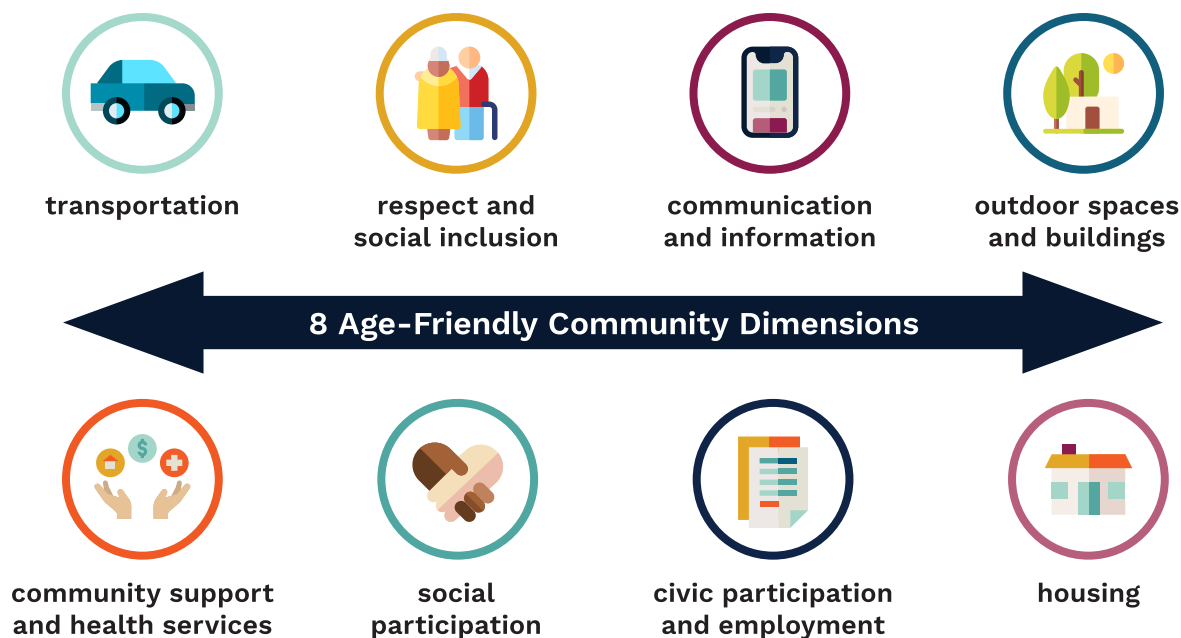 transportation
respect and
social inclusion
communication
and information
outdoor spaces
and buildings
8 Age-Friendly Community Dimensions
$
community support
and health services
social
participation
civic participation
and employment
housing